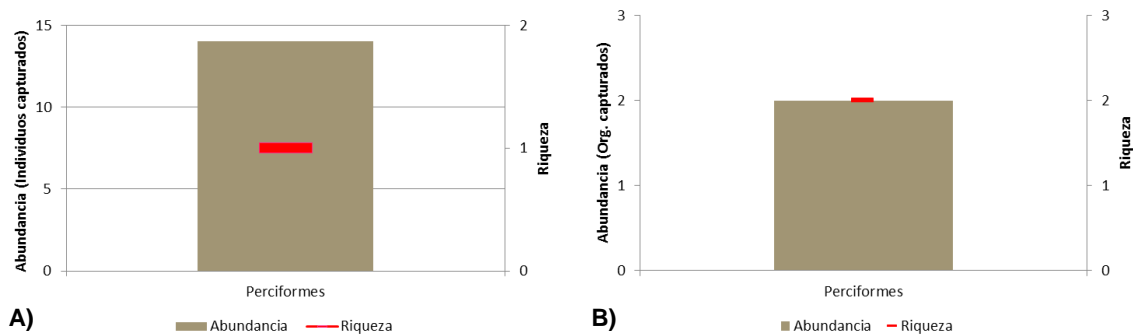 Abundancia (Individuos capturados)
15
10
5
0
2
1
0
Riqueza
Perciformes
Abundancia Riqueza
A)
Abundancia (Org. capturados)
3
2
1
0
3
2
1
0
Riqueza
Perciformes
Abundancia Riqueza
B)